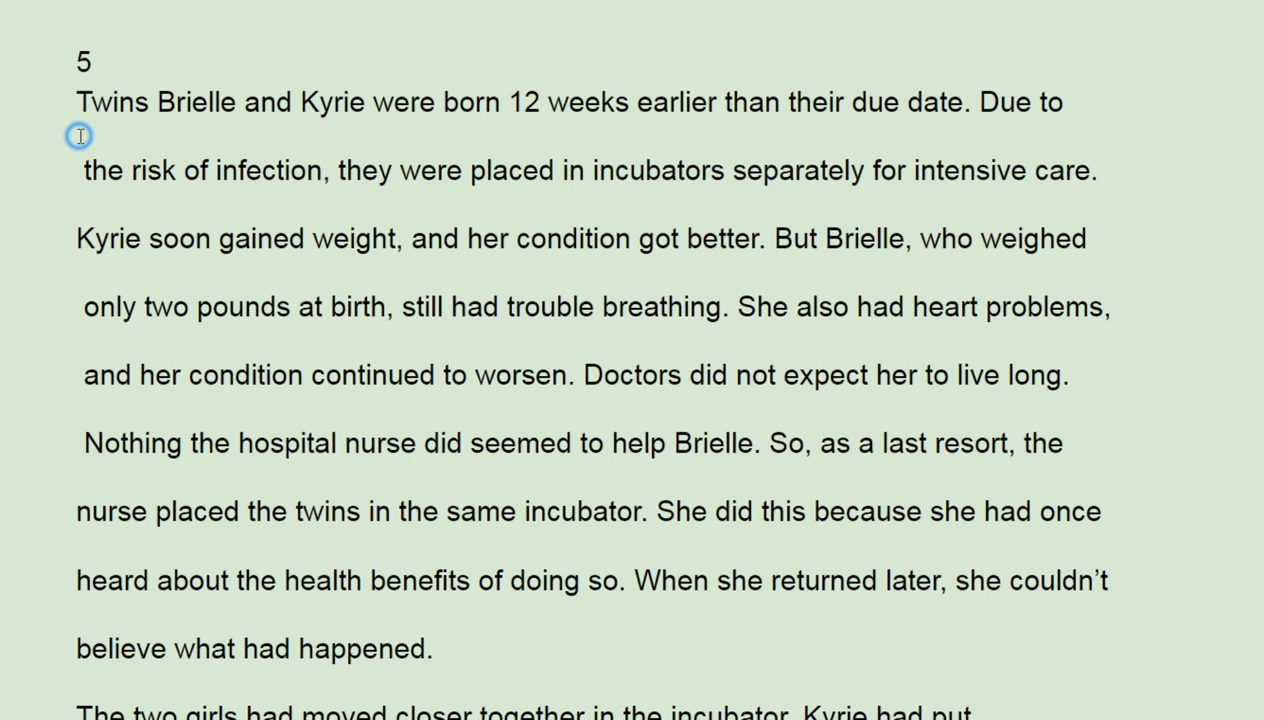 5
Twins Brielle and Kyrie were born 12 weeks earlier than their due date. Due to
the risk of infection, they were placed in incubators separately for intensive care.
Kyrie soon gained weight, and her condition got better. But Brielle, who weighed
only two pounds at birth, still had trouble breathing. She also had heart problems,
and her condition continued to worsen. Doctors did not expect her to live long.
Nothing the hospital nurse did seemed to help Brielle. So, as a last resort, the
nurse placed the twins in the same incubator. She did this because she had once
heard about the health benefits of doing so. When she returned later, she couldn’t
believe what had happened.
The two girls had moved closer together in the incubator. Kyrie had put